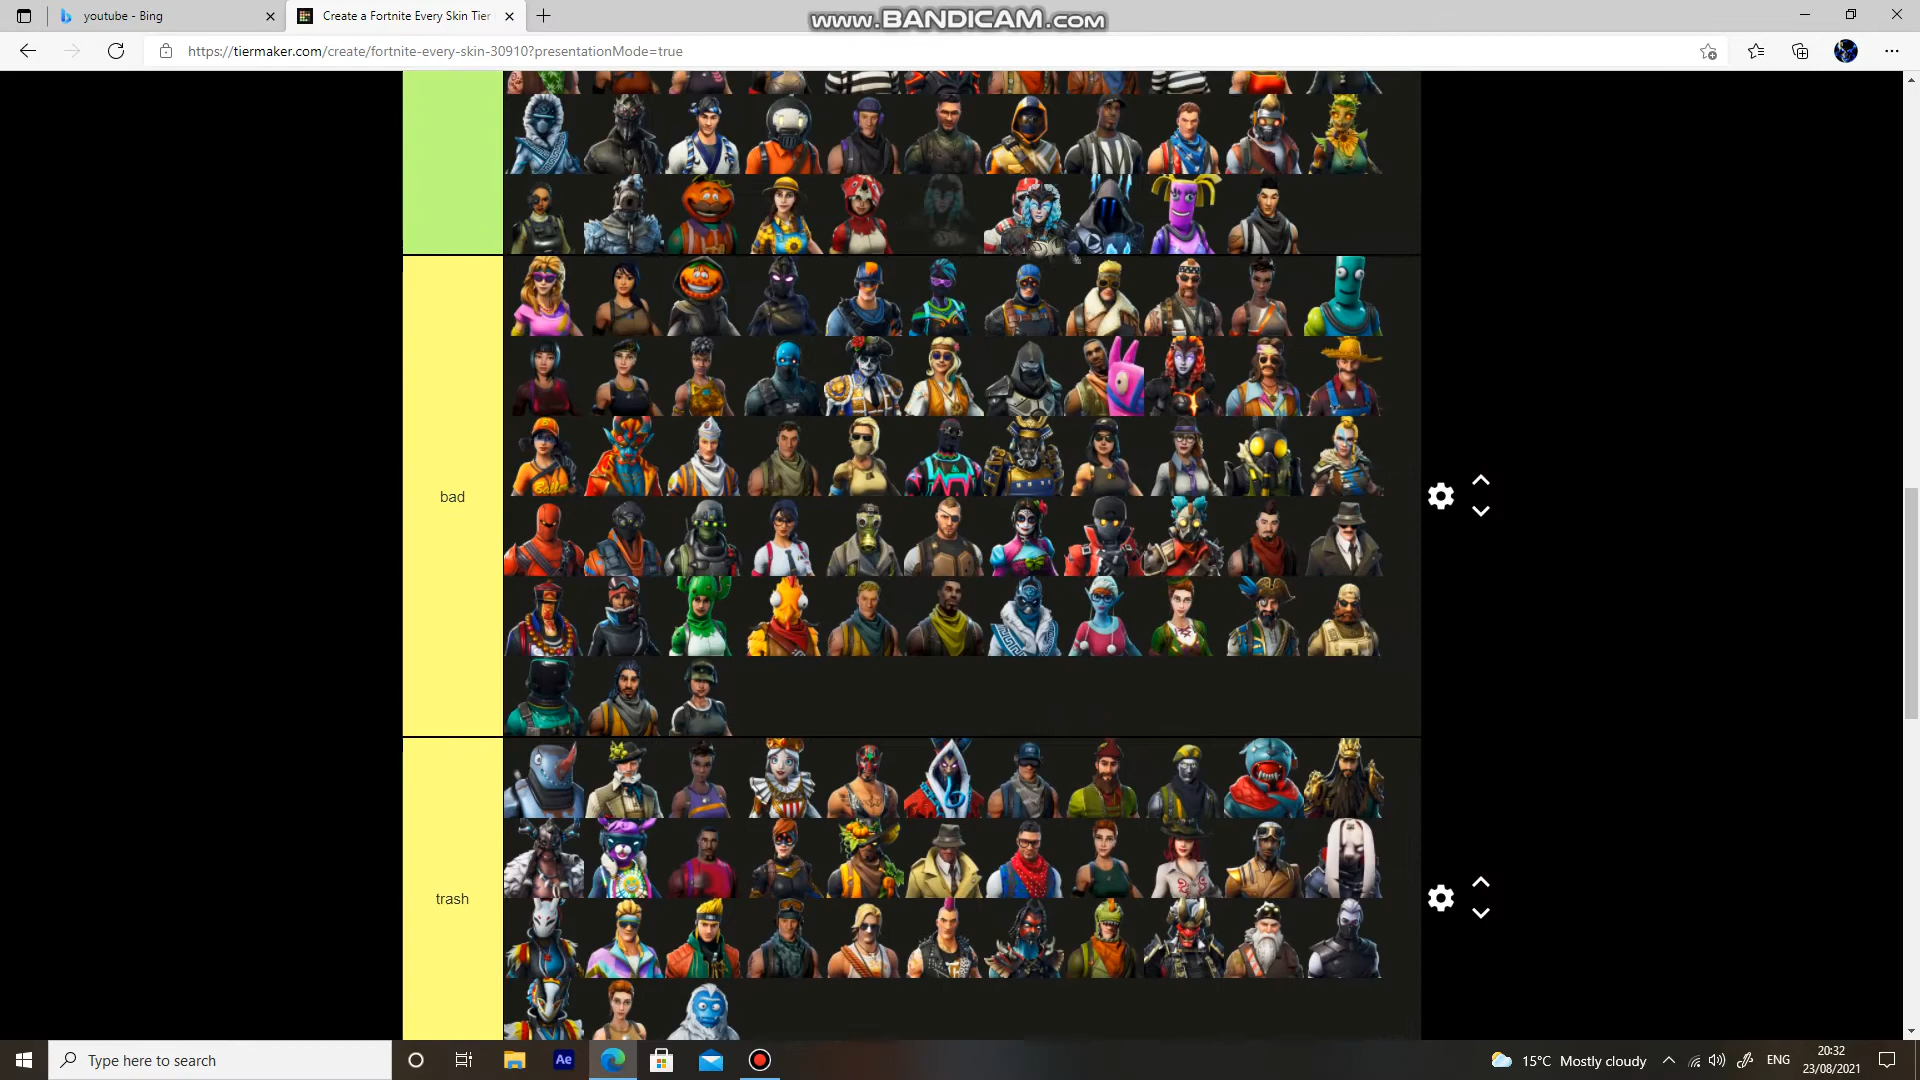 youtube - Bing
Create a Fortnite Every Skin Tier
www.BANDICAM.com
https://tiermaker.com/create/fortnite-every-skin-30910?presentationMode=true
bad
trash
Type here to search
Ae
15°C Mostly cloudy
ENG
20:32
23/08/2021